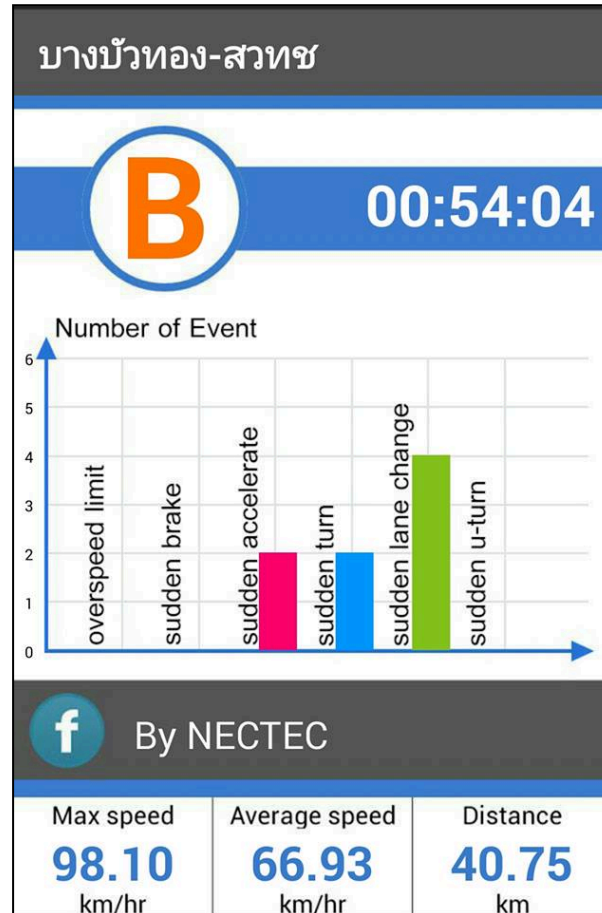 บางบัวทอง-สวทช
B
00:54:04
Number of Event
6
5
4
3
2
1
0
overspeed limit
sudden brake
sudden accelerate
sudden turn
sudden lane change
sudden u-turn
f
By NECTEC
Max speed
98.10
km/hr
Average speed
66.93
km/hr
Distance
40.75
km